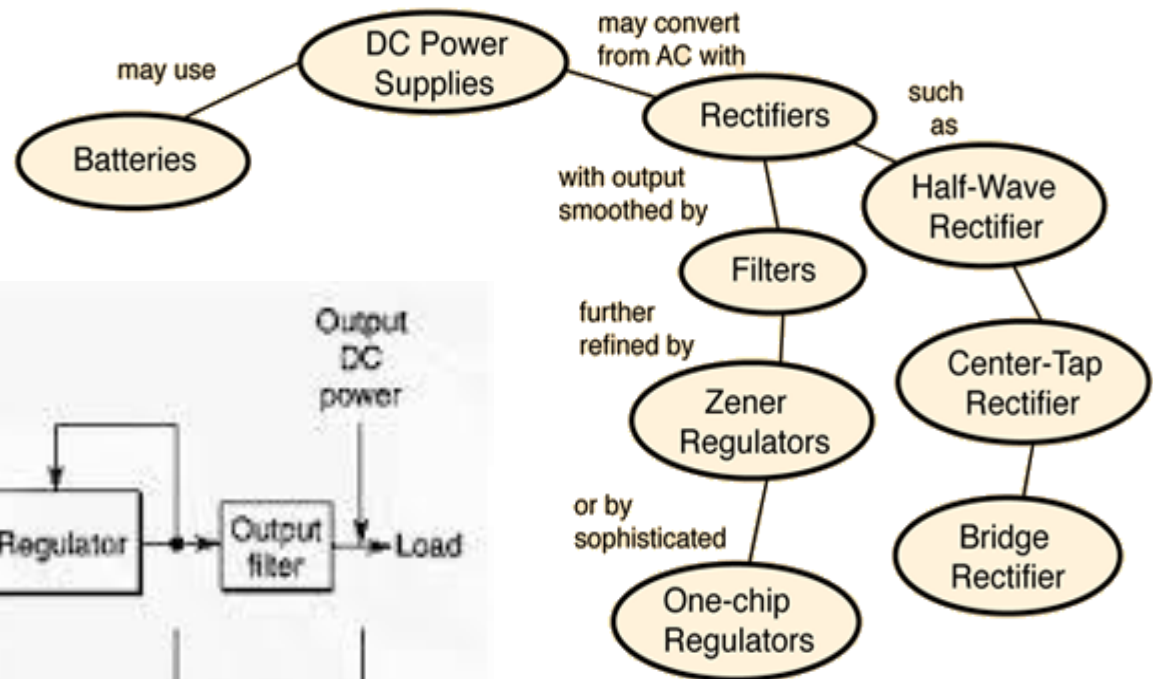 DC Power
Supplies
may use
Batteries
may convert
from AC with
Rectifiers
such
as
Half-Wave
Rectifier
with output
smoothed by
Filters
Center-Tap
Rectifier
further
refined by
Zener
Regulators
Bridge
Rectifier
or by
sophisticated
One-chip
Regulators
Output
DC
power
Regulator
Output
filter
Load